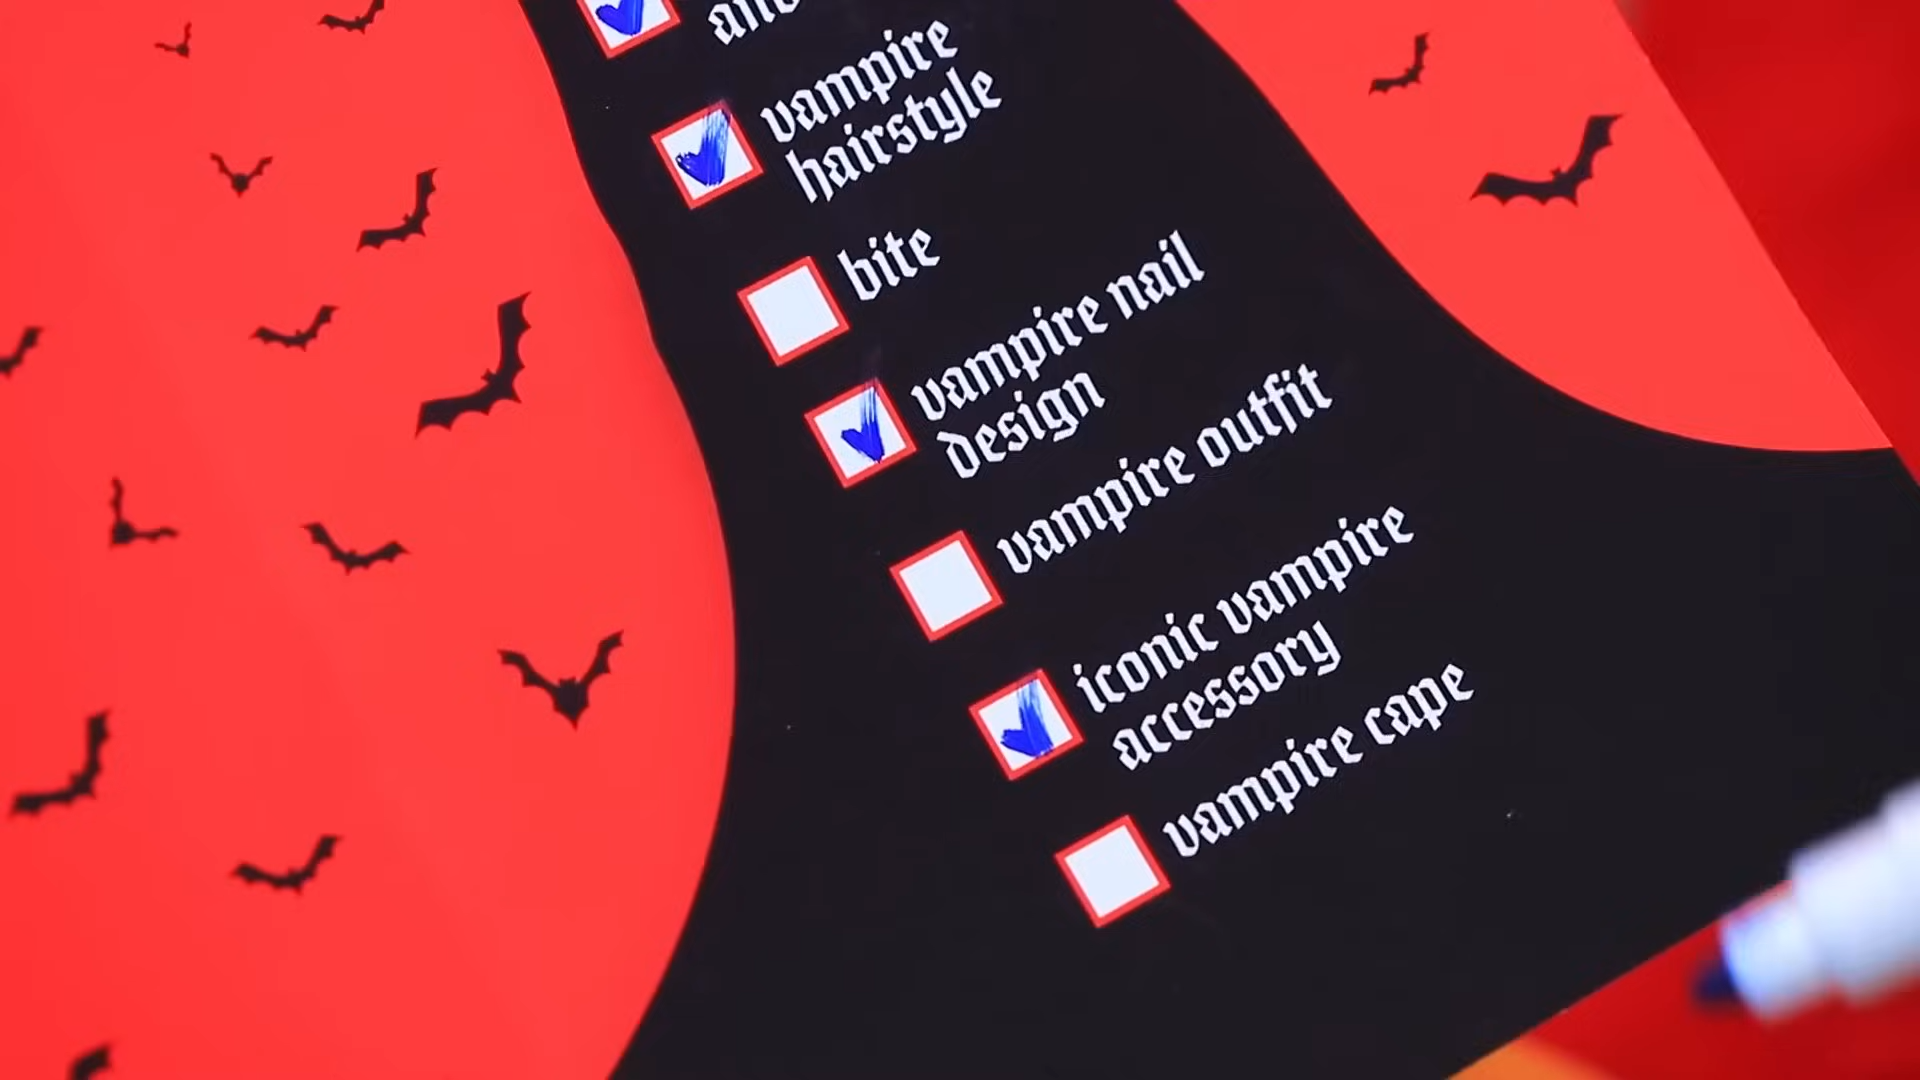 vampire
hairstyle
bite
vampire nail
design
vampire outfit
iconic vampire
accessory
vampire cape